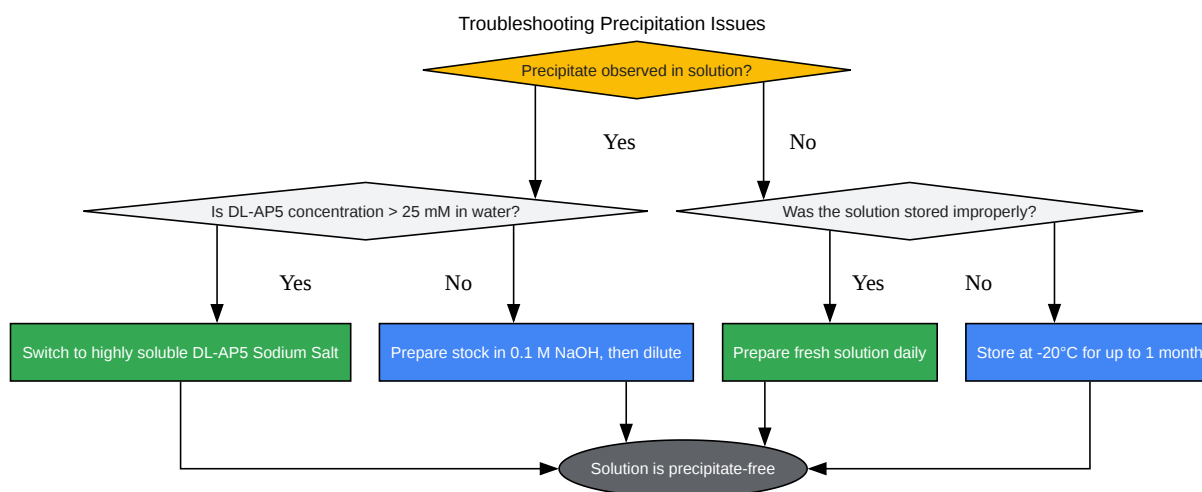 Troubleshooting Precipitation Issues
Precipitate observed in solution?
Yes
No
Is DL-AP5 concentration > 25 mM in water?
Was the solution stored improperly?
Yes
No
Yes
No
Switch to highly soluble DL-AP5 Sodium Salt
Prepare stock in 0.1 M NaOH, then dilute
Prepare fresh solution daily
Store at -20°C for up to 1 month
Solution is precipitate-free